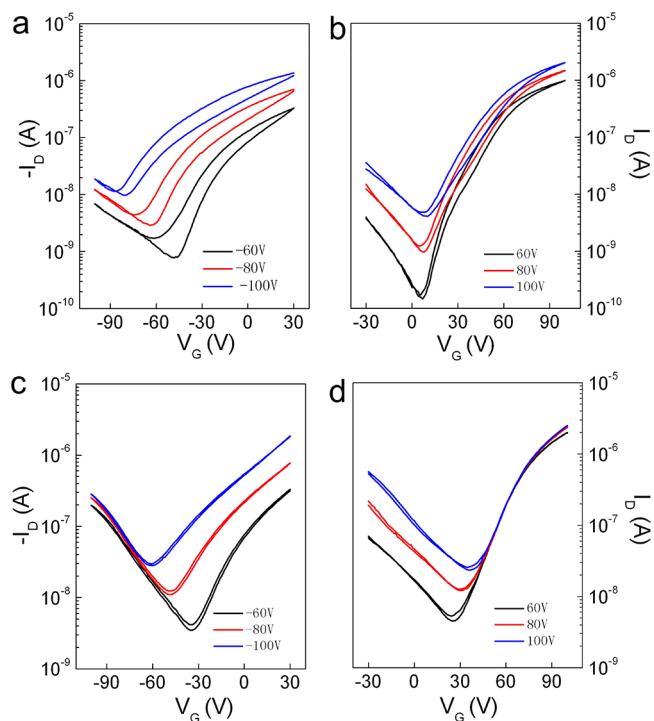 a
b
10^-5
10^-6
10^-7
10^-8
10^-9
10^-10
-I_D (A)
-60V
-80V
-100V
-90 -60 -30 0 30
V_G (V)
60V
80V
100V
-30 0 30 60 90
V_G (V)
10^-5
10^-6
10^-7
10^-8
10^-9
10^-10
I_D (A)
c
d
10^-5
10^-6
10^-7
10^-8
10^-9
-I_D (A)
-60V
-80V
-100V
-90 -60 -30 0 30
V_G (V)
60V
80V
100V
-30 0 30 60 90
V_G (V)
10^-5
10^-6
10^-7
10^-8
10^-9
I_D (A)